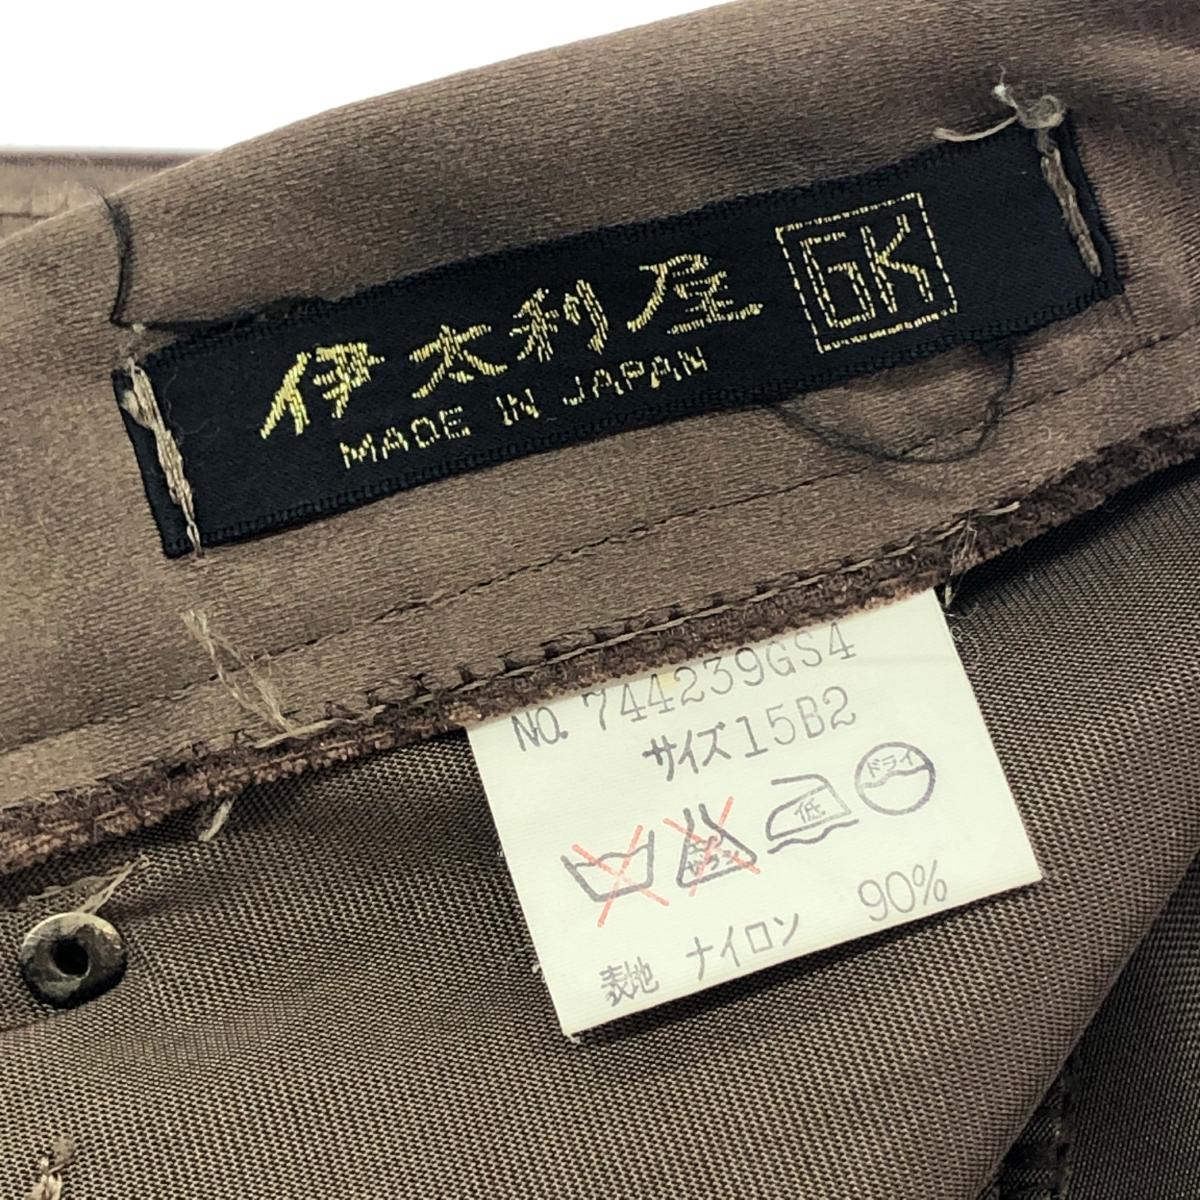 伊太利屋 GK
MADE IN JAPAN
NO. 744239GS4
サイズ15B2
低 ドライ
表地 ナイロン 90%